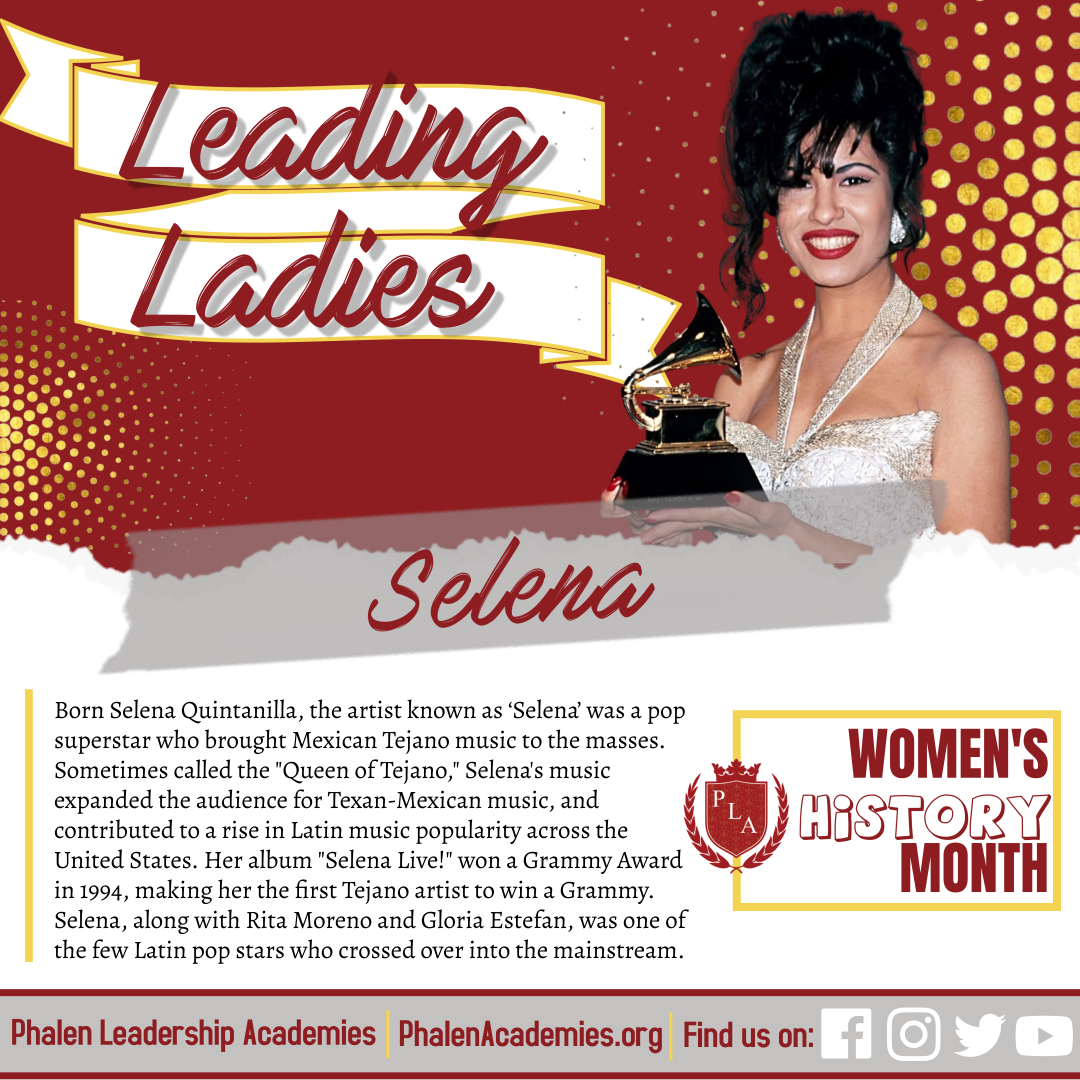 Leading
Ladies
Selena
Born Selena Quintanilla, the artist known as ‘Selena’ was a pop
superstar who brought Mexican Tejano music to the masses.
Sometimes called the "Queen of Tejano," Selena's music
expanded the audience for Texan-Mexican music, and
contributed to a rise in Latin music popularity across the
United States. Her album "Selena Live!" won a Grammy Award
in 1994, making her the first Tejano artist to win a Grammy.
Selena, along with Rita Moreno and Gloria Estefan, was one of
the few Latin pop stars who crossed over into the mainstream.
PLA
WOMEN'S
HiSTORY
MONTH
Phalen Leadership Academies | PhalenAcademies.org | Find us on: